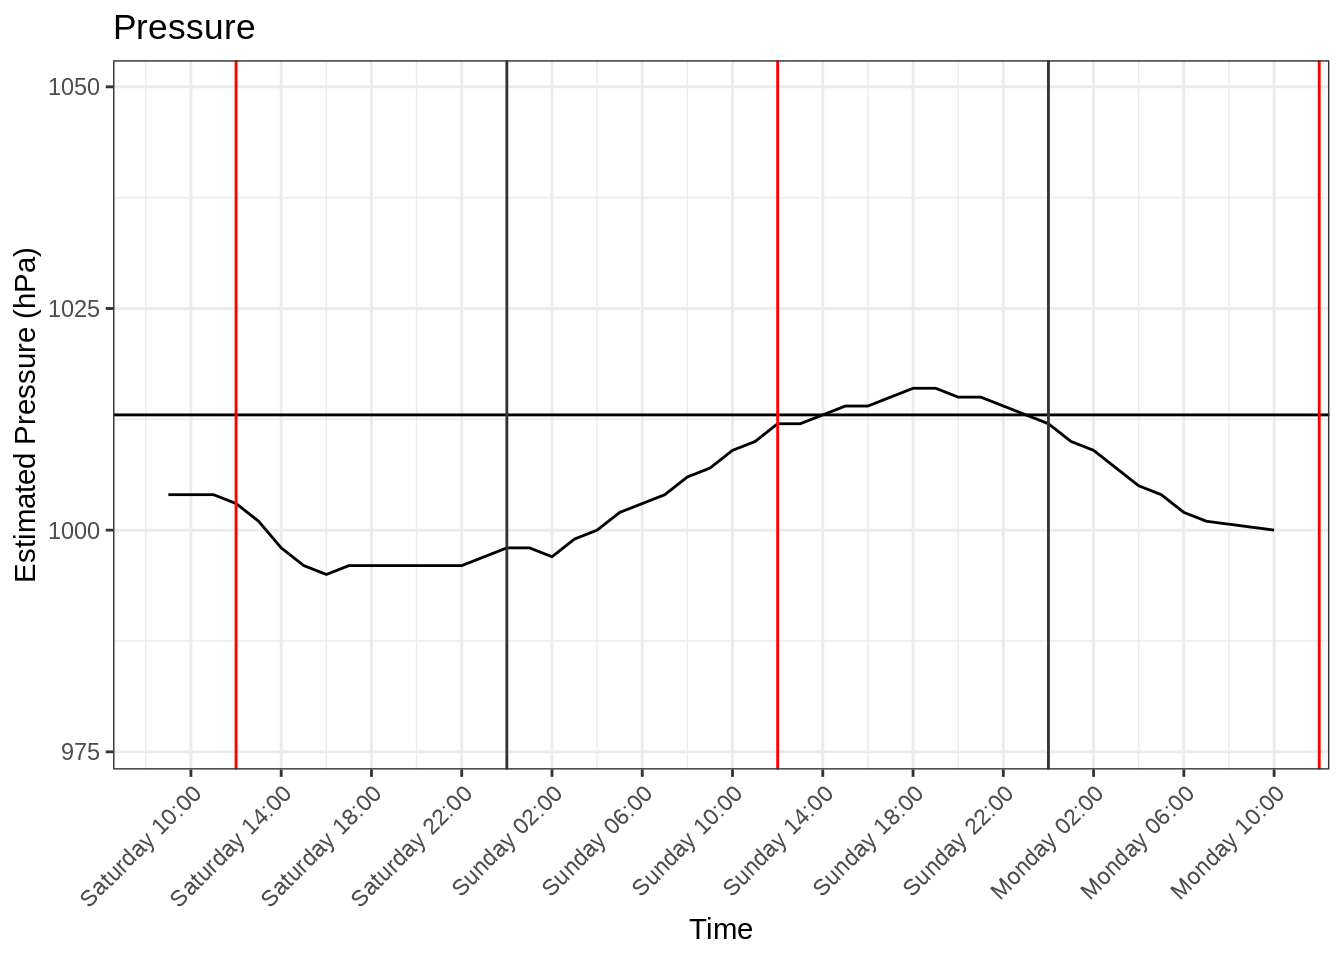 Pressure
Estimated Pressure (hPa)
1050
1025
1000
975
Saturday 10:00
Saturday 14:00
Saturday 18:00
Saturday 22:00
Sunday 02:00
Sunday 06:00
Sunday 10:00
Sunday 14:00
Sunday 18:00
Sunday 22:00
Monday 02:00
Monday 06:00
Monday 10:00
Time